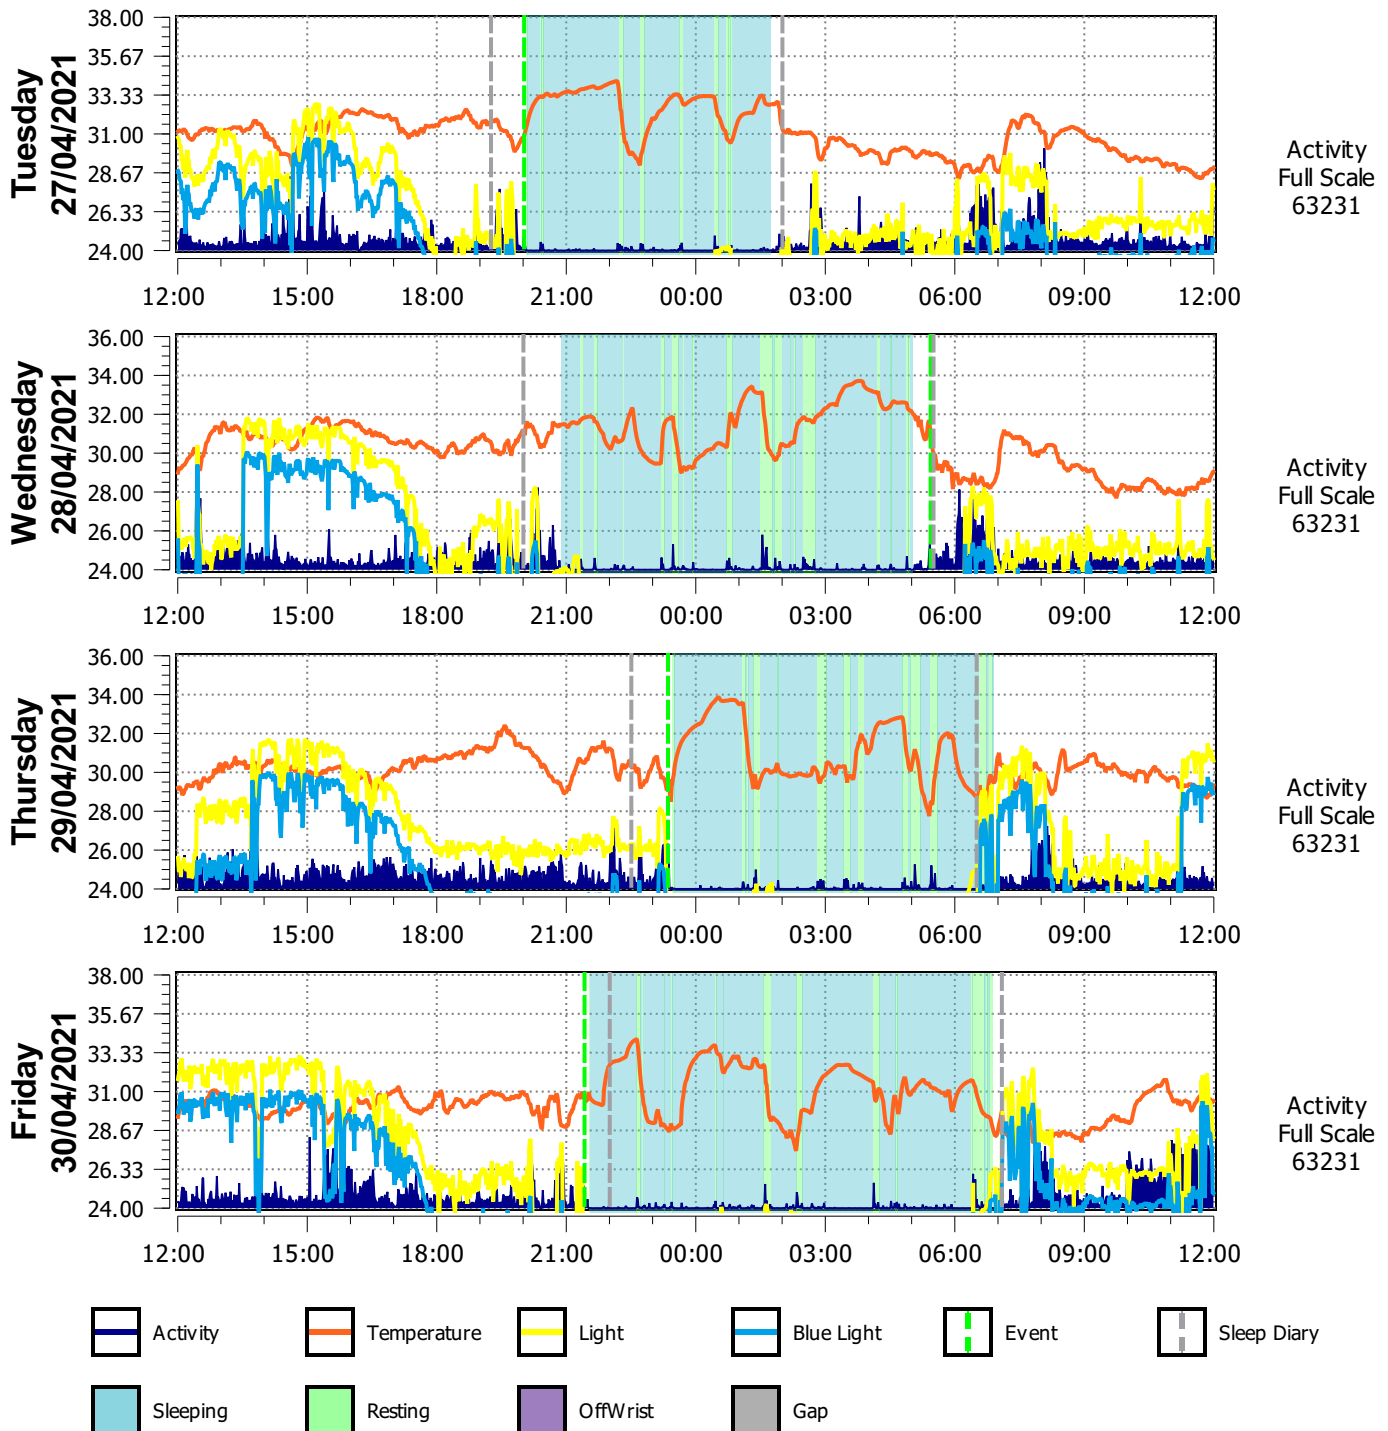 Tuesday
27/04/2021
38.00
35.67
33.33
31.00
28.67
26.33
24.00
12:00 15:00 18:00 21:00 00:00 03:00 06:00 09:00 12:00
Activity
Full Scale
63231
Wednesday
28/04/2021
36.00
34.00
32.00
30.00
28.00
26.00
24.00
12:00 15:00 18:00 21:00 00:00 03:00 06:00 09:00 12:00
Activity
Full Scale
63231
Thursday
29/04/2021
36.00
34.00
32.00
30.00
28.00
26.00
24.00
12:00 15:00 18:00 21:00 00:00 03:00 06:00 09:00 12:00
Activity
Full Scale
63231
Friday
30/04/2021
38.00
35.67
33.33
31.00
28.67
26.33
24.00
12:00 15:00 18:00 21:00 00:00 03:00 06:00 09:00 12:00
Activity
Full Scale
63231
Activity Temperature Light Blue Light Event Sleep Diary
Sleeping Resting OffWrist Gap